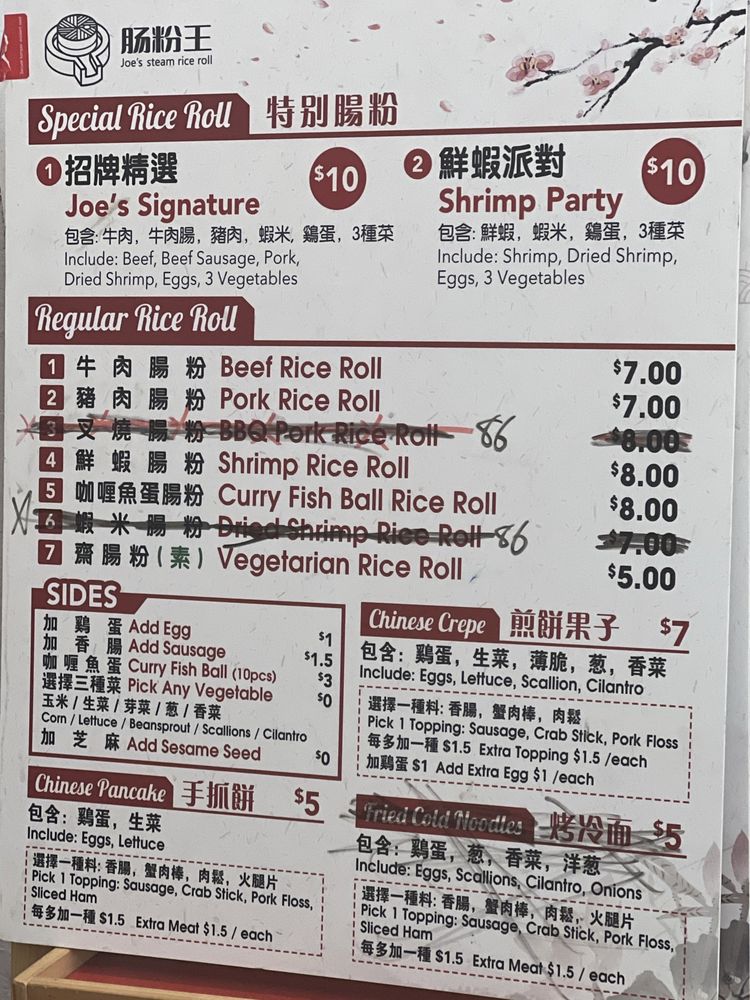 肠粉王
Joe's steam rice roll
Special Rice Roll 特别腸粉
1 招牌精選 $10
Joe's Signature
包含: 牛肉, 牛肉腸, 豬肉, 蝦米, 鷄蛋, 3種菜
Include: Beef, Beef Sausage, Pork,
Dried Shrimp, Eggs, 3 Vegetables
2 鮮蝦派對 $10
Shrimp Party
包含: 鮮蝦, 蝦米, 鷄蛋, 3種菜
Include: Shrimp, Dried Shrimp,
Eggs, 3 Vegetables
Regular Rice Roll
1 牛肉腸粉 Beef Rice Roll $7.00
2 豬肉腸粉 Pork Rice Roll $7.00
3 叉燒腸粉 BBQ Pork Rice Roll 86 $8.00
4 鮮蝦腸粉 Shrimp Rice Roll $8.00
5 咖喱魚蛋腸粉 Curry Fish Ball Rice Roll $8.00
6 蝦米腸粉 Dried Shrimp Rice Roll 86 $7.00
7 齋腸粉(素) Vegetarian Rice Roll $5.00
SIDES
加鷄蛋 Add Egg $1
加香腸 Add Sausage $1.5
咖喱魚蛋 Curry Fish Ball (10pcs) $3
選擇三種菜 Pick Any Vegetable $0
玉米/生菜/芽菜/葱/香菜
Corn / Lettuce / Beansprout / Scallions / Cilantro
加芝麻 Add Sesame Seed $0
Chinese Crepe 煎餅果子 $7
包含: 鷄蛋, 生菜, 薄脆, 葱, 香菜
Include: Eggs, Lettuce, Scallion, Cilantro
選擇一種料: 香腸, 蟹肉棒, 肉鬆
Pick 1 Topping: Sausage, Crab Stick, Pork Floss
每多加一種 $1.5 Extra Topping $1.5 /each
加鷄蛋 $1 Add Extra Egg $1 /each
Chinese Pancake 手抓餅 $5
包含: 鷄蛋, 生菜
Include: Eggs, Lettuce
選擇一種料: 香腸, 蟹肉棒, 肉鬆, 火腿片
Pick 1 Topping: Sausage, Crab Stick, Pork Floss,
Sliced Ham
每多加一種 $1.5 Extra Meat $1.5 / each
Fried Cold Noodles 烤冷面 $5
包含: 鷄蛋, 葱, 香菜, 洋葱
Include: Eggs, Scallions, Cilantro, Onions
選擇一種料: 香腸, 蟹肉棒, 肉鬆, 火腿片
Pick 1 Topping: Sausage, Crab Stick, Pork Floss,
Sliced Ham
每多加一種 $1.5 Extra Meat $1.5 / each